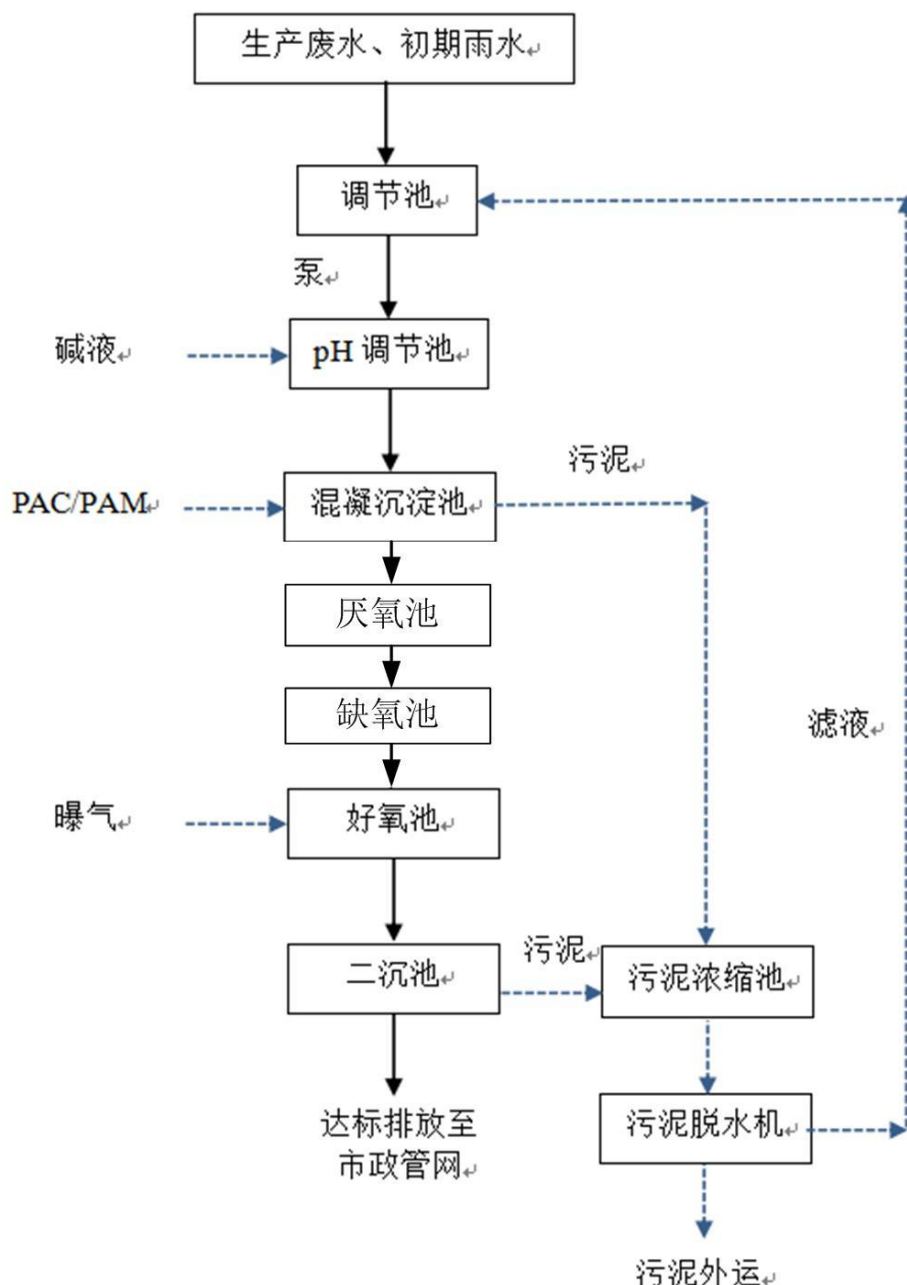 生产废水、初期雨水
调节池
泵
碱液
pH 调节池
污泥
PAC/PAM
混凝沉淀池
厌氧池
缺氧池
滤液
曝气
好氧池
污泥
二沉池
污泥浓缩池
达标排放至
市政管网
污泥脱水机
污泥外运